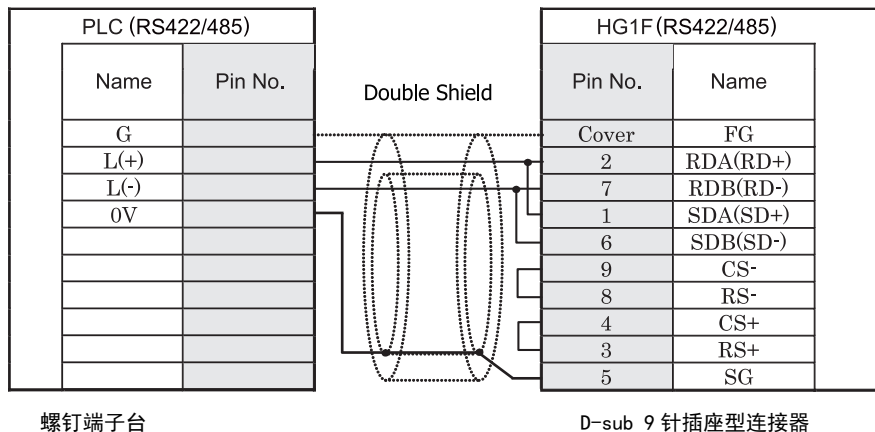 PLC (RS422/485) HG1F(RS422/485)
Name Pin No. Double Shield Pin No. Name
G Cover FG
L(+) 2 RDA(RD+)
L(-) 7 RDB(RD-)
0V 1 SDA(SD+)
6 SDB(SD-)
9 CS-
8 RS-
4 CS+
3 RS+
5 SG
螺钉端子台 D-sub 9 针插座型连接器